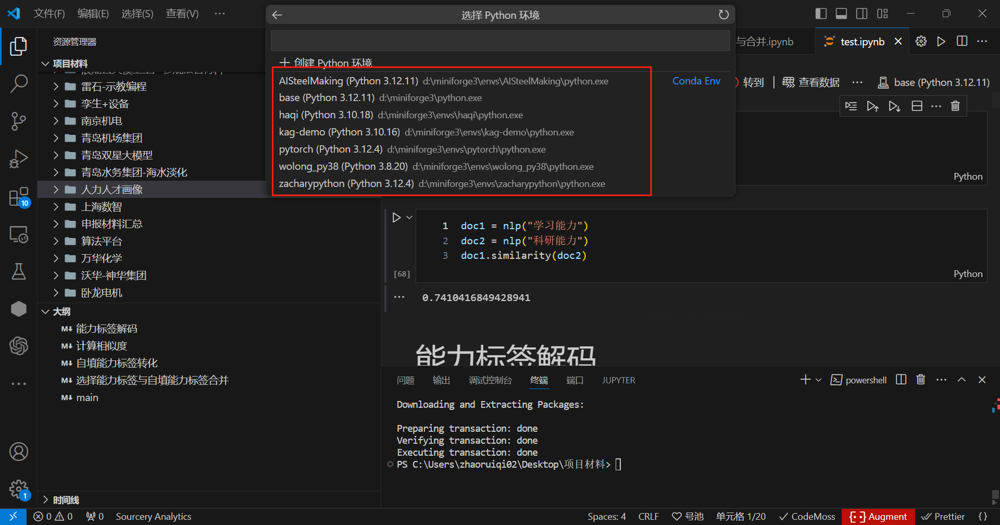 文件(F) 编辑(E) 选择(S) 查看(V) ···
选择 Python 环境
资源管理器
项目材料
雷石-示教编程
孪生+设备
南京机电
青岛机场集团
青岛双星大模型
青岛水务集团-海水淡化
人力人才画像
上海数智
申报材料汇总
算法平台
万华化学
沃华-神华集团
卧龙电机
大纲
能力标签解码
计算相似度
自填能力标签转化
选择能力标签与自填能力标签合并
main
时间线
10
1
创建 Python 环境
AISteelMaking (Python 3.12.11) d:\miniforge3\envs\AISteelMaking\python.exe Conda Env
base (Python 3.12.11) d:\miniforge3\python.exe
haqi (Python 3.10.18) d:\miniforge3\envs\haqi\python.exe
kag-demo (Python 3.10.16) d:\miniforge3\envs\kag-demo\python.exe
pytorch (Python 3.12.4) d:\miniforge3\envs\pytorch\python.exe
wolong_py38 (Python 3.8.20) d:\miniforge3\envs\wolong_py38\python.exe
zacharypython (Python 3.12.4) d:\miniforge3\envs\zacharypython\python.exe
与合并.ipynb test.ipynb
转到 查看数据 ··· base (Python 3.12.11)
Python
1 doc1 = nlp("学习能力")
2 doc2 = nlp("科研能力")
3 doc1.similarity(doc2)
[68]
Python
0.7410416849428941
能力标签解码
问题 输出 调试控制台 终端 端口 JUPYTER powershell
Downloading and Extracting Packages:
Preparing transaction: done
Verifying transaction: done
Executing transaction: done
PS C:\Users\zhaoruiqi02\Desktop\项目材料>
0 0 0 Sourcery Analytics Spaces: 4 CRLF 号池 单元格 1/20 CodeMoss Augment Prettier {}